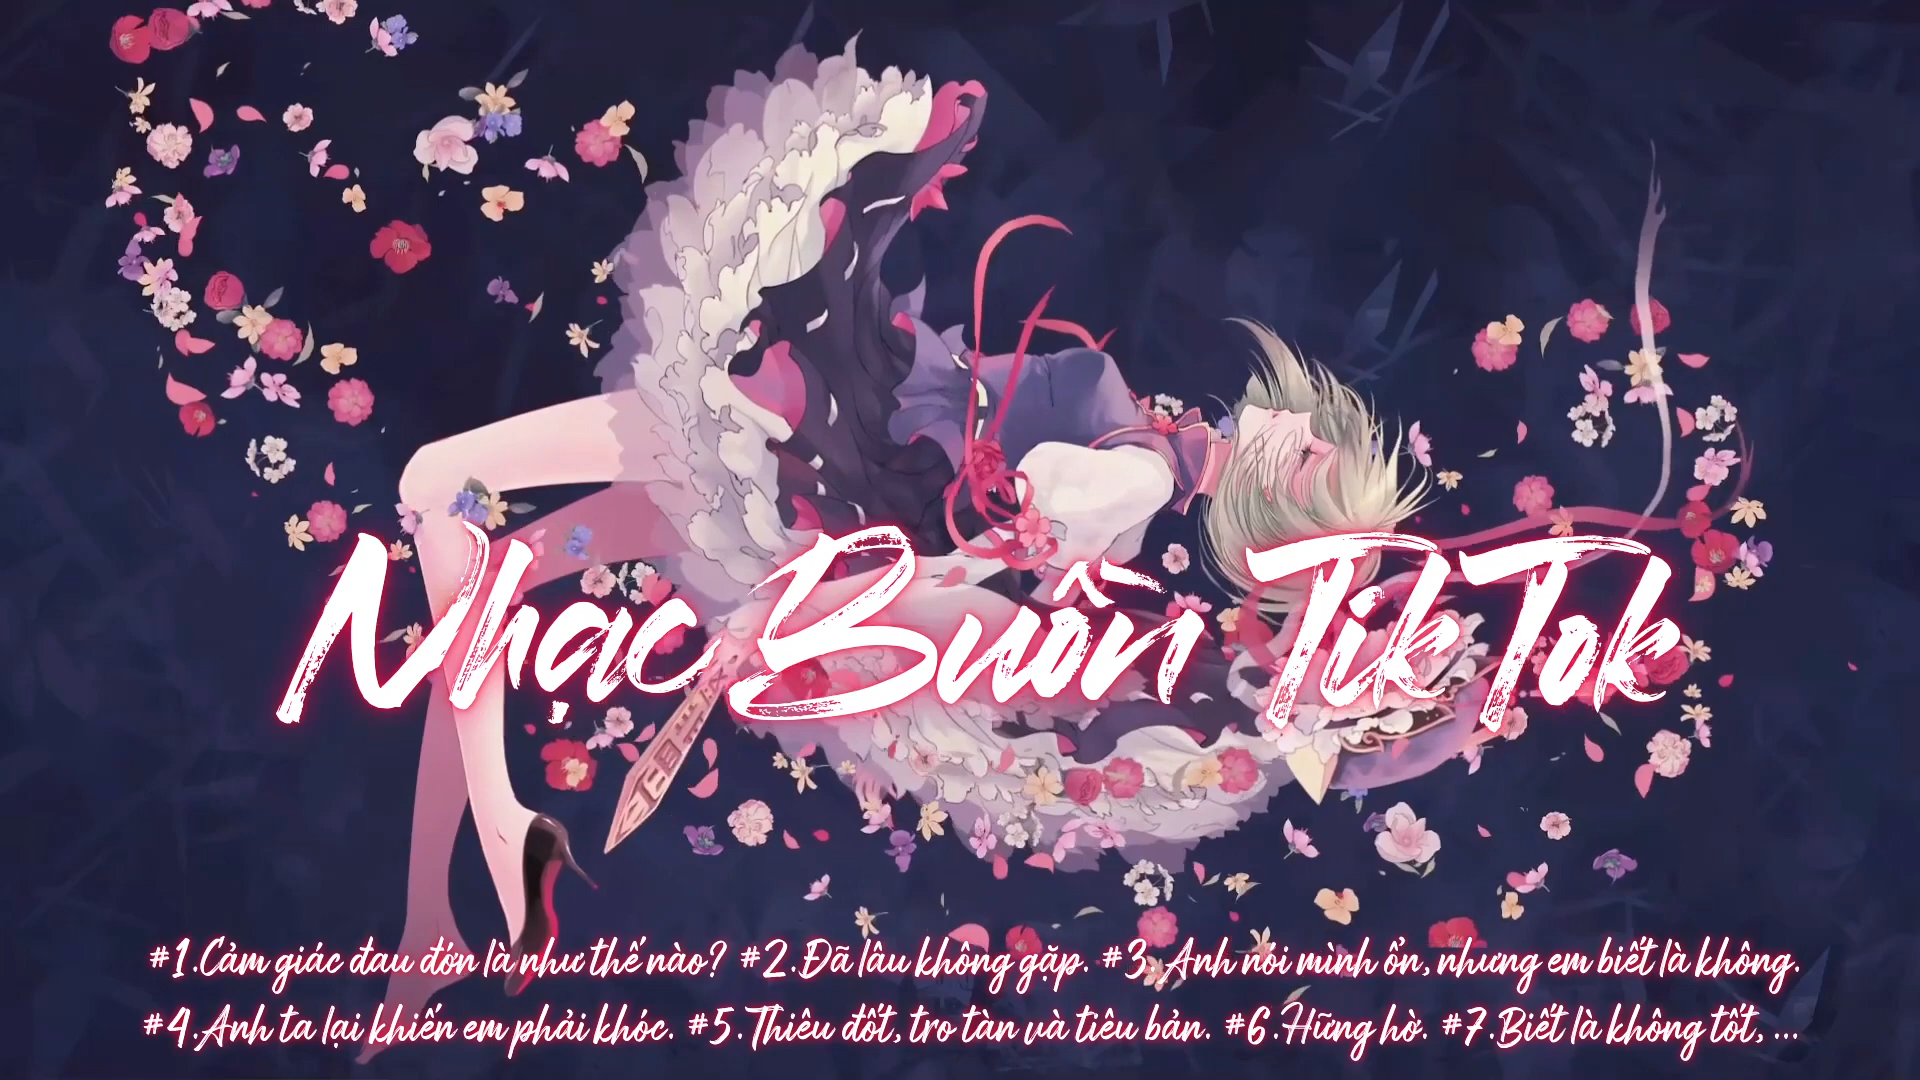 Nhạc Buồn TikTok
#1.Cảm giác đau đớn là như thế nào? #2.Đã lâu không gặp. #3. Anh nói mình ổn, nhưng em biết là không.
#4.Anh ta lại khiến em phải khóc. #5.Thiêu đốt, tro tàn và tiêu bản. #6.Hững hờ. #7.Biết là không tốt, ...